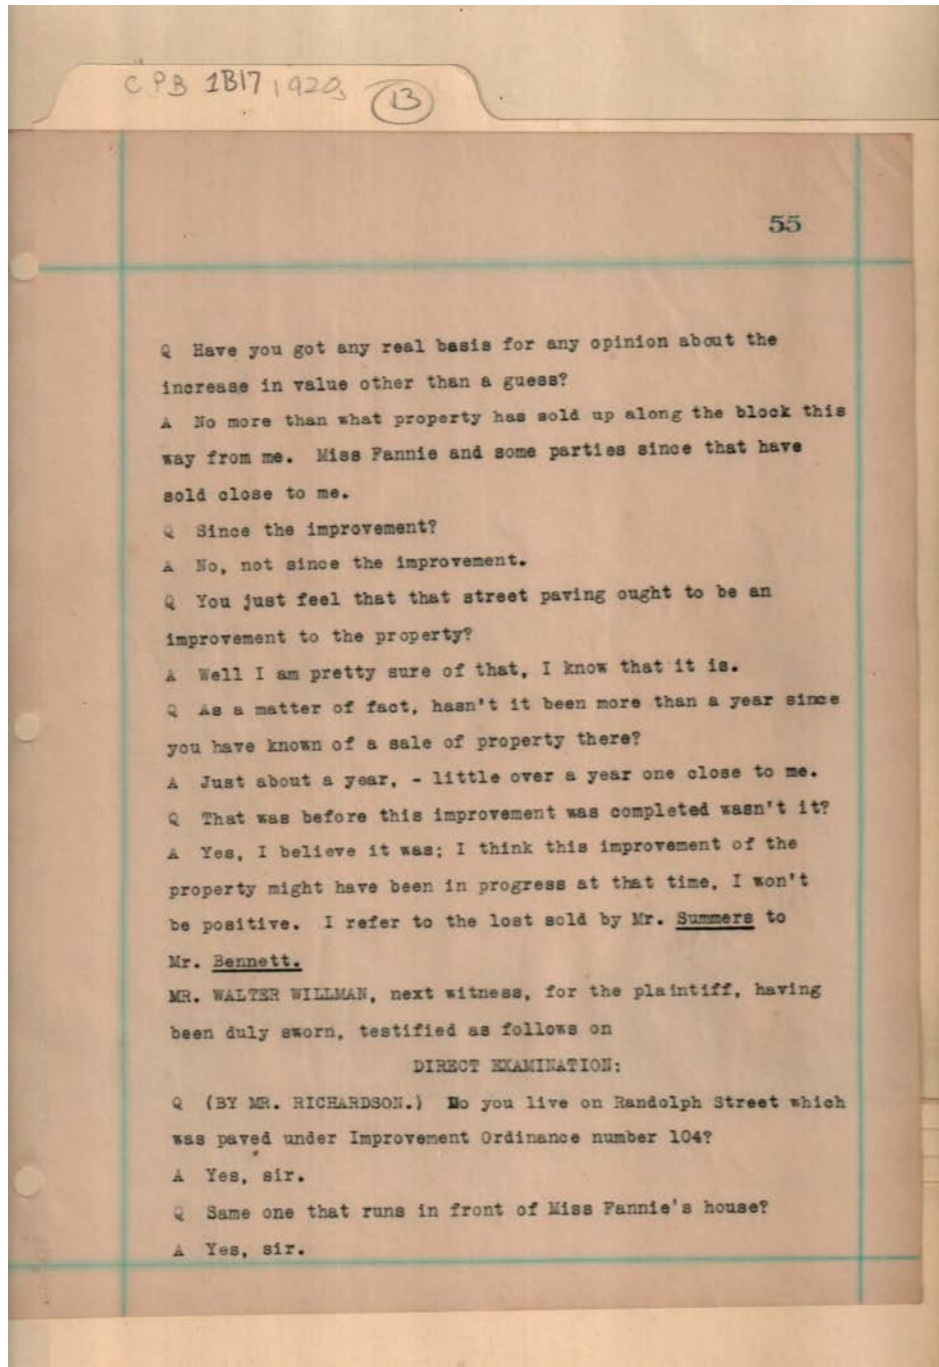 CPB 1B17 1920s 13
55
Q Have you got any real basis for any opinion about the
increase in value other than a guess?
A No more than what property has sold up along the block this
way from me. Miss Fannie and some parties since that have
sold close to me.
Q Since the improvement?
A No, not since the improvement.
Q You just feel that that street paving ought to be an
improvement to the property?
A Well I am pretty sure of that, I know that it is.
Q As a matter of fact, hasn't it been more than a year since
you have known of a sale of property there?
A Just about a year, - little over a year one close to me.
Q That was before this improvement was completed wasn't it?
A Yes, I believe it was; I think this improvement of the
property might have been in progress at that time, I won't
be positive. I refer to the lost sold by Mr. Summers to
Mr. Bennett.
MR. WALTER WILLMAN, next witness, for the plaintiff, having
been duly sworn, testified as follows on
DIRECT EXAMINATION:
Q (BY MR. RICHARDSON.) Do you live on Randolph Street which
was paved under Improvement Ordinance number 104?
A Yes, sir.
Q Same one that runs in front of Miss Fannie's house?
A Yes, sir.